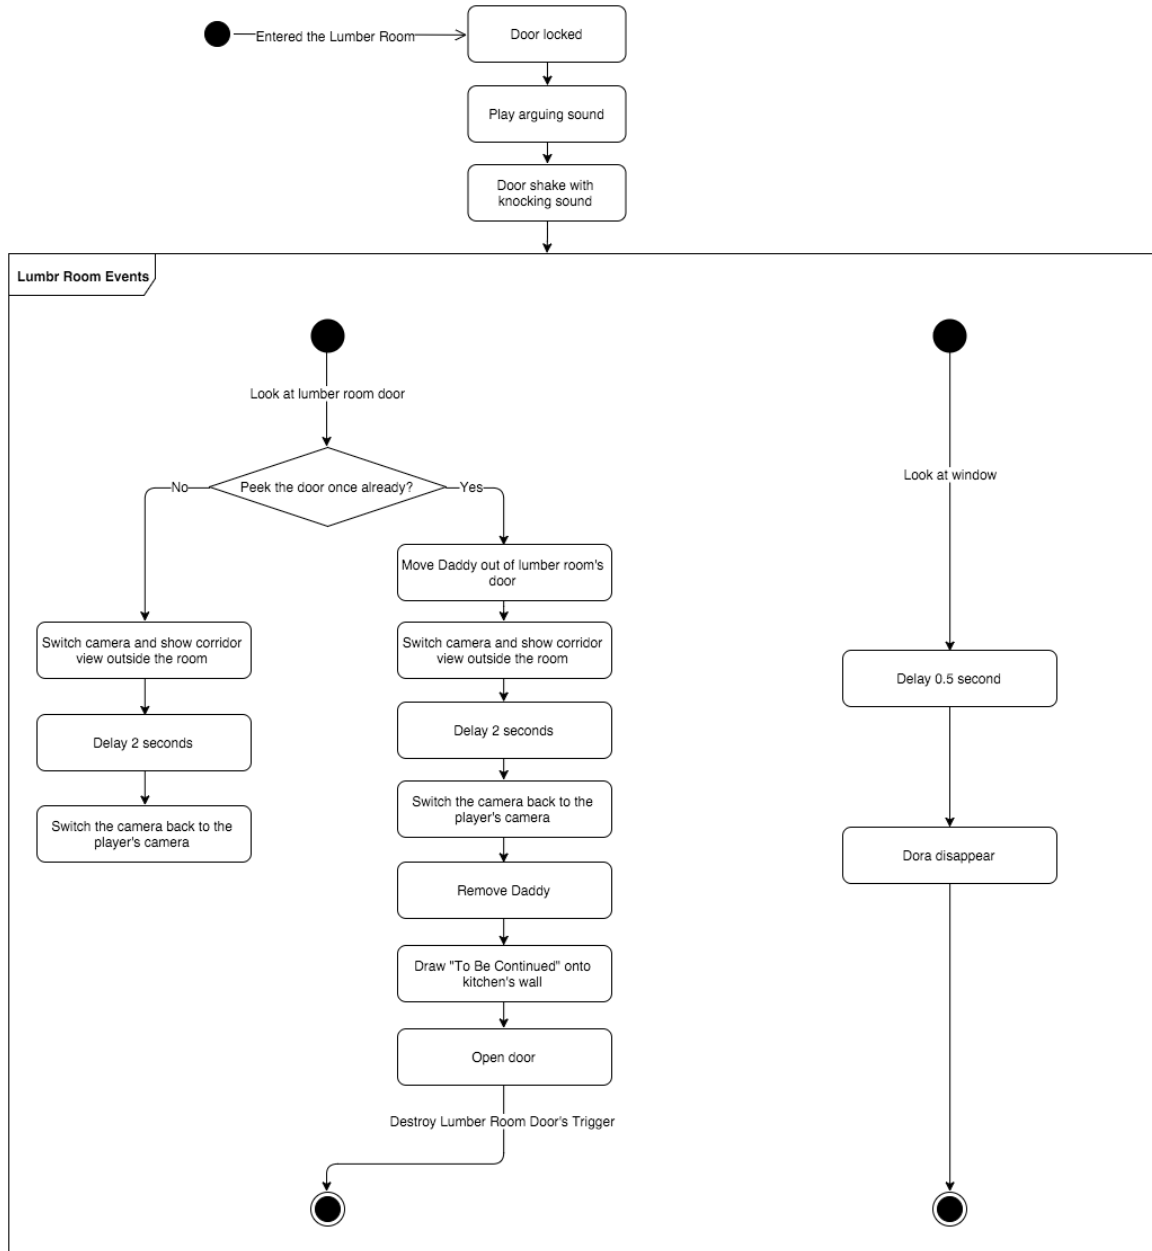 Entered the Lumber Room
Door locked
Play arguing sound
Door shake with
knocking sound
Lumbr Room Events
Look at lumber room door
Peek the door once already?
No
Yes
Switch camera and show corridor
view outside the room
Delay 2 seconds
Switch the camera back to the
player's camera
Move Daddy out of lumber room's
door
Switch camera and show corridor
view outside the room
Delay 2 seconds
Switch the camera back to the
player's camera
Remove Daddy
Draw "To Be Continued" onto
kitchen's wall
Open door
Destroy Lumber Room Door's Trigger
Look at window
Delay 0.5 second
Dora disappear